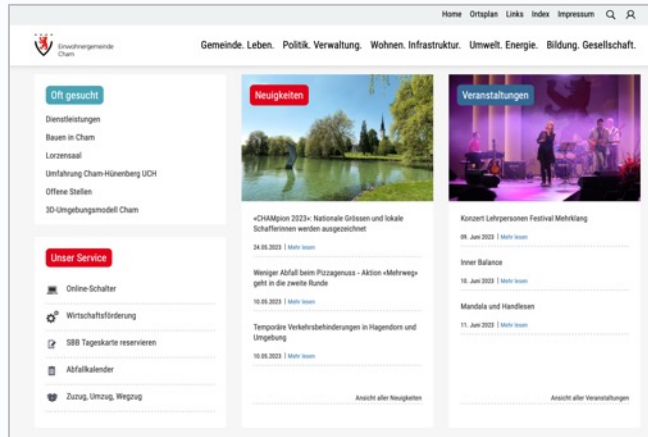 Home Ortsplan Links Index Impressum
CHAM
Einwohnergemeinde
Cham
Gemeinde. Leben. Politik. Verwaltung. Wohnen. Infrastruktur. Umwelt. Energie. Bildung. Gesellschaft.
Oft gesucht
Dienstleistungen
Bauen in Cham
Lorzensaal
Umfahrung Cham-Hünenberg UCH
Offene Stellen
3D-Umgebungsmodell Cham
Unser Service
Online-Schalter
Wirtschaftsförderung
SBB Tageskarte reservieren
Abfallkalender
Zuzug, Umzug, Wegzug
Neuigkeiten
«CHAMpion 2023»: Nationale Grössen und lokale
Schafferinnen werden ausgezeichnet
24.05.2023 | Mehr lesen
Weniger Abfall beim Pizzagenuss - Aktion «Mehrweg»
geht in die zweite Runde
10.05.2023 | Mehr lesen
Temporäre Verkehrsbehinderungen in Hagendorn und
Umgebung
10.05.2023 | Mehr lesen
Ansicht aller Neuigkeiten
Veranstaltungen
Konzert Lehrpersonen Festival Mehrklang
09. Juni 2023 | Mehr lesen
Inner Balance
10. Juni 2023 | Mehr lesen
Mandala und Handlesen
11. Juni 2023 | Mehr lesen
Ansicht aller Veranstaltungen